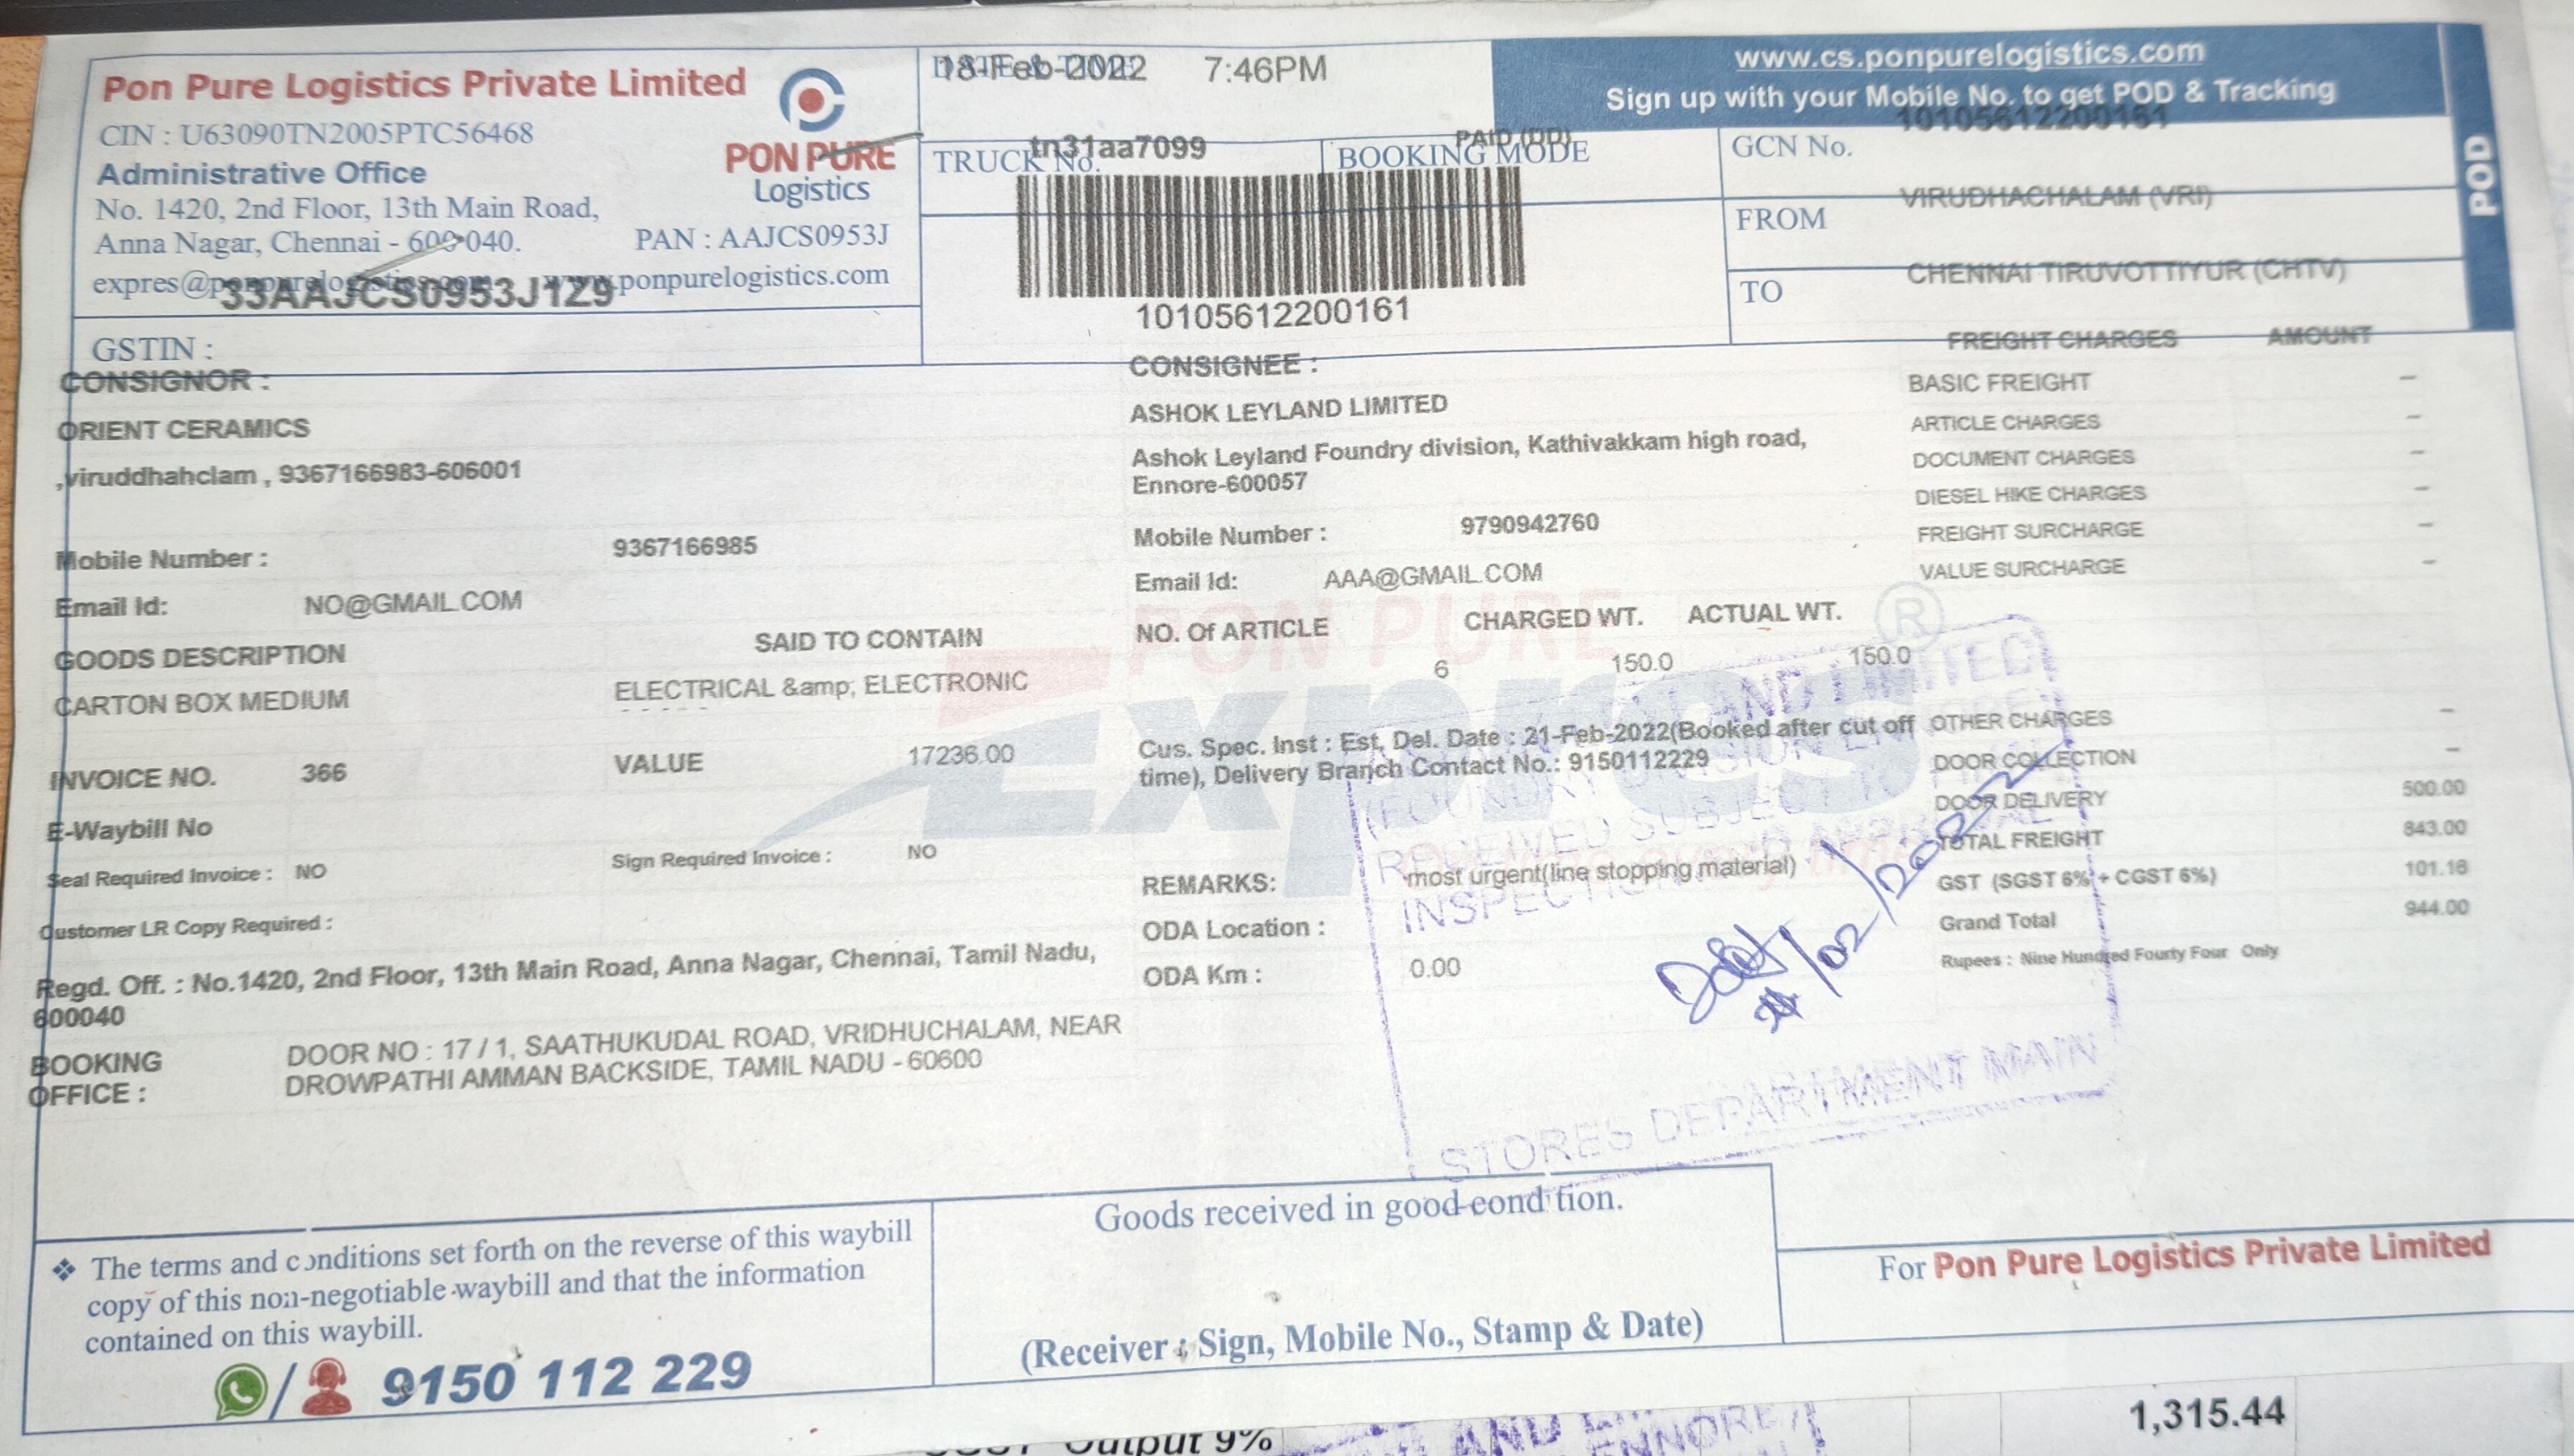 Pon Pure Logistics Private Limited
CIN : U63090TN2005PTC56468
Administrative Office
No. 1420, 2nd Floor, 13th Main Road,
Anna Nagar, Chennai - 600 040.
PAN : AAJCS0953J
expres@ponpurelogistics.com www.ponpurelogistics.com
33AAJCS0953J1Z9
GSTIN :
PON PURE
Logistics
DATE & TIME
18-Feb-2022 7:46PM
TRUCK No.
tn31aa7099
BOOKING MODE
PAID (DD)
10105612200161
www.cs.ponpurelogistics.com
Sign up with your Mobile No. to get POD & Tracking
POD
GCN No.
10105612200161
FROM
VIRUDHACHALAM (VRI)
TO
CHENNAI TIRUVOTTIYUR (CHTV)
CONSIGNOR :
ORIENT CERAMICS
,viruddhahclam , 9367166983-606001
Mobile Number : 9367166985
Email Id: NO@GMAIL.COM
GOODS DESCRIPTION SAID TO CONTAIN
CARTON BOX MEDIUM ELECTRICAL &amp; ELECTRONIC
INVOICE NO. 366 VALUE 17236.00
E-Waybill No
Seal Required Invoice : NO Sign Required Invoice : NO
Customer LR Copy Required :
Regd. Off. : No.1420, 2nd Floor, 13th Main Road, Anna Nagar, Chennai, Tamil Nadu,
600040
BOOKING OFFICE :
DOOR NO : 17 / 1, SAATHUKUDAL ROAD, VRIDHUCHALAM, NEAR
DROWPATHI AMMAN BACKSIDE, TAMIL NADU - 60600
CONSIGNEE :
ASHOK LEYLAND LIMITED
Ashok Leyland Foundry division, Kathivakkam high road,
Ennore-600057
Mobile Number : 9790942760
Email Id: AAA@GMAIL.COM
NO. Of ARTICLE CHARGED WT. ACTUAL WT.
6 150.0 150.0
Cus. Spec. Inst : Est. Del. Date : 21-Feb-2022(Booked after cut off
time), Delivery Branch Contact No.: 9150112229
REMARKS: most urgent(line stopping material)
ODA Location :
ODA Km : 0.00
FREIGHT CHARGES AMOUNT
BASIC FREIGHT –
ARTICLE CHARGES –
DOCUMENT CHARGES –
DIESEL HIKE CHARGES –
FREIGHT SURCHARGE –
VALUE SURCHARGE –
OTHER CHARGES –
DOOR COLLECTION –
DOOR DELIVERY 500.00
TOTAL FREIGHT 843.00
GST (SGST 6% + CGST 6%) 101.16
Grand Total 944.00
Rupees : Nine Hundred Fourty Four Only
PON PURE
Express
®
RECEIVED SUBJECT
INSPECTION
STORES DEPARTMENT MAIN
❖ The terms and conditions set forth on the reverse of this waybill
copy of this non-negotiable waybill and that the information
contained on this waybill.
/ 9150 112 229
Goods received in good condition.
(Receiver : Sign, Mobile No., Stamp & Date)
For Pon Pure Logistics Private Limited
Output 9%
1,315.44